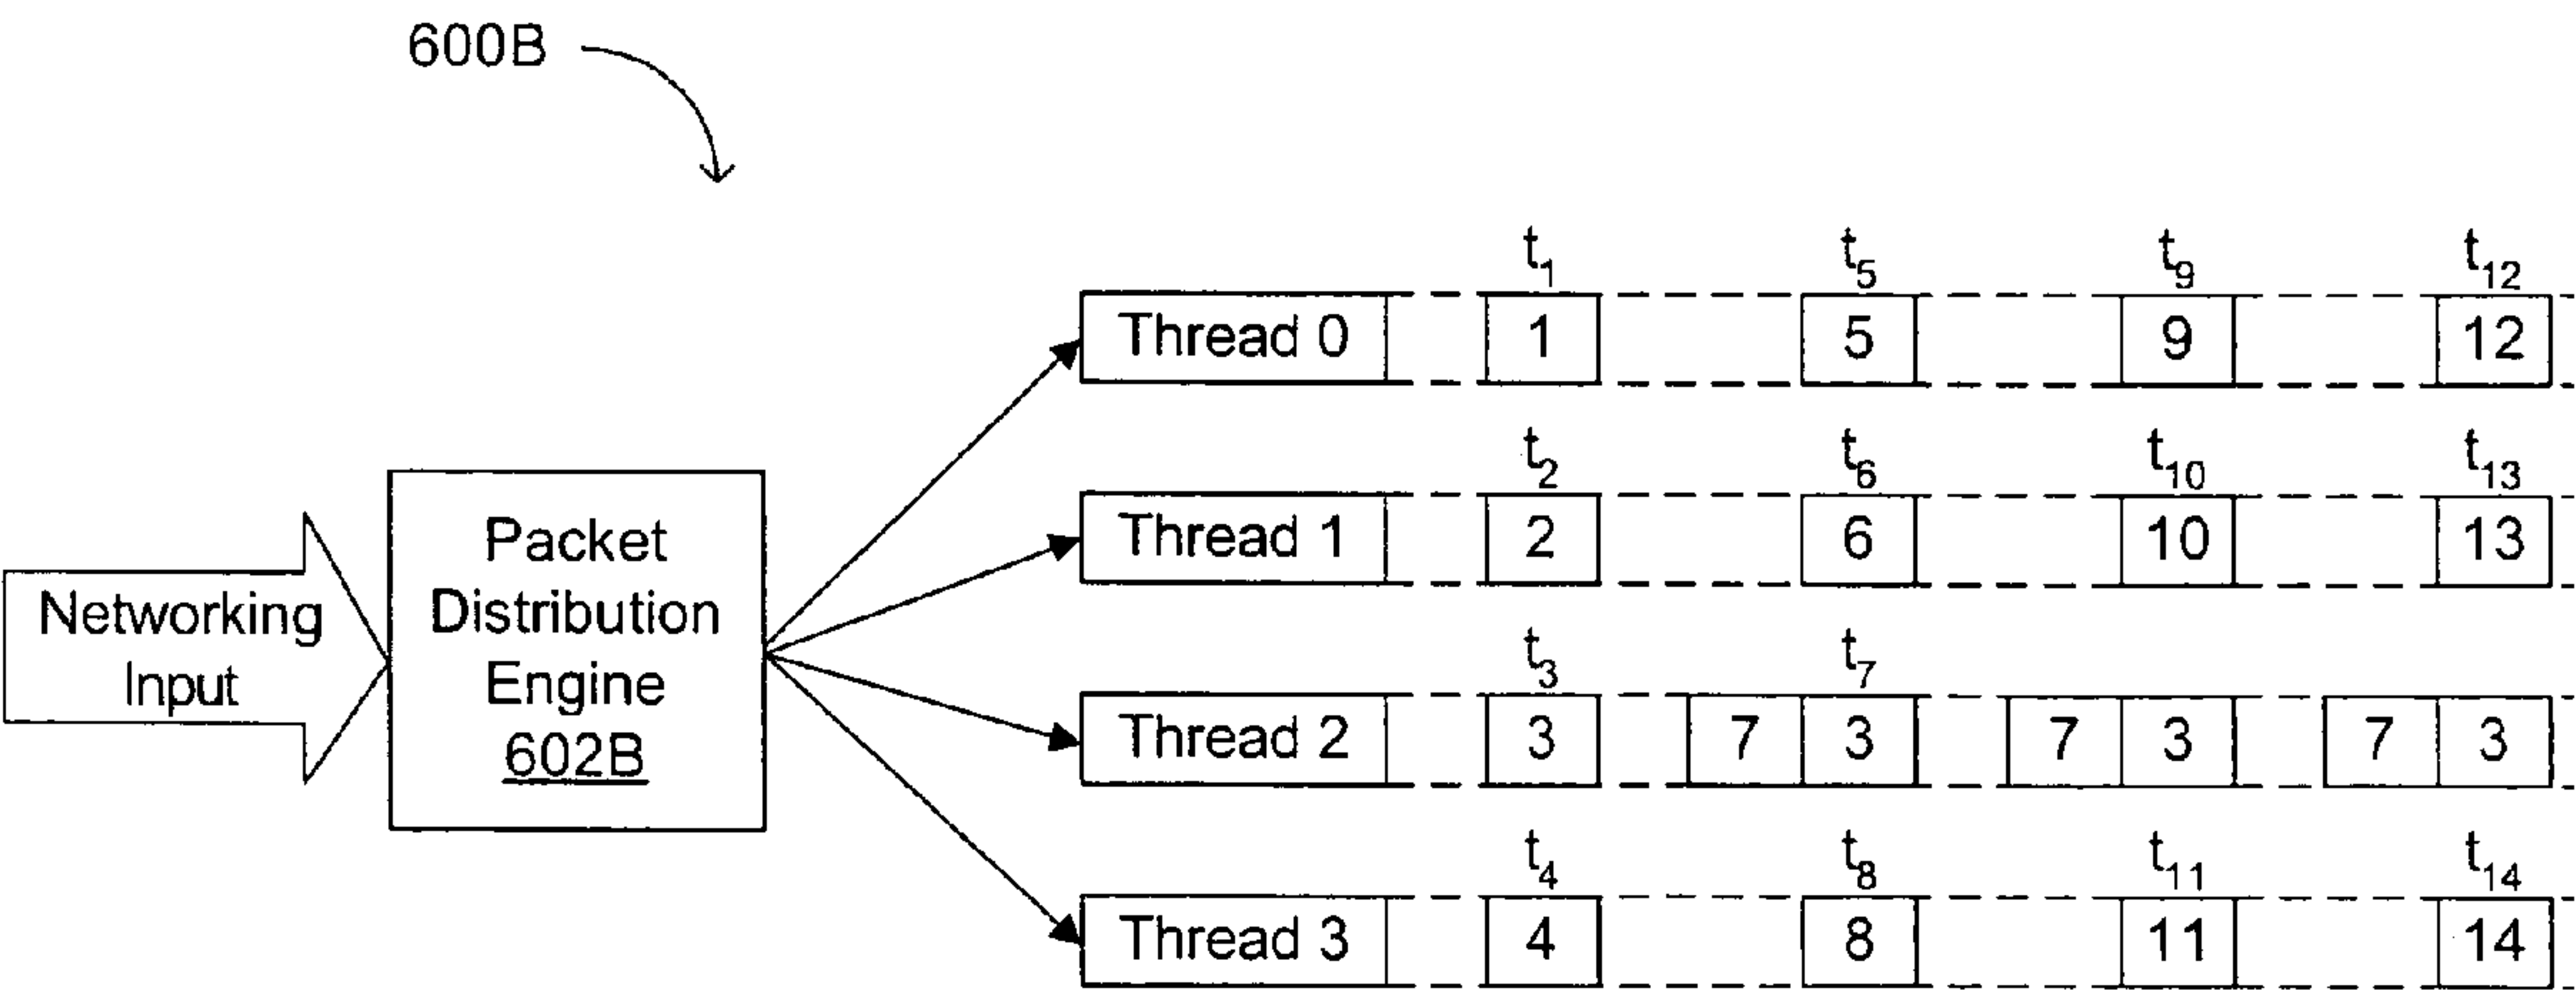 600B
t1 t5 t9 t12
Thread 0 1 5 9 12
t2 t6 t10 t13
Thread 1 2 6 10 13
Packet
Distribution
Engine
602B
Networking
Input
t3 t7
Thread 2 3 7 3 7 3 7 3
t4 t8 t11 t14
Thread 3 4 8 11 14